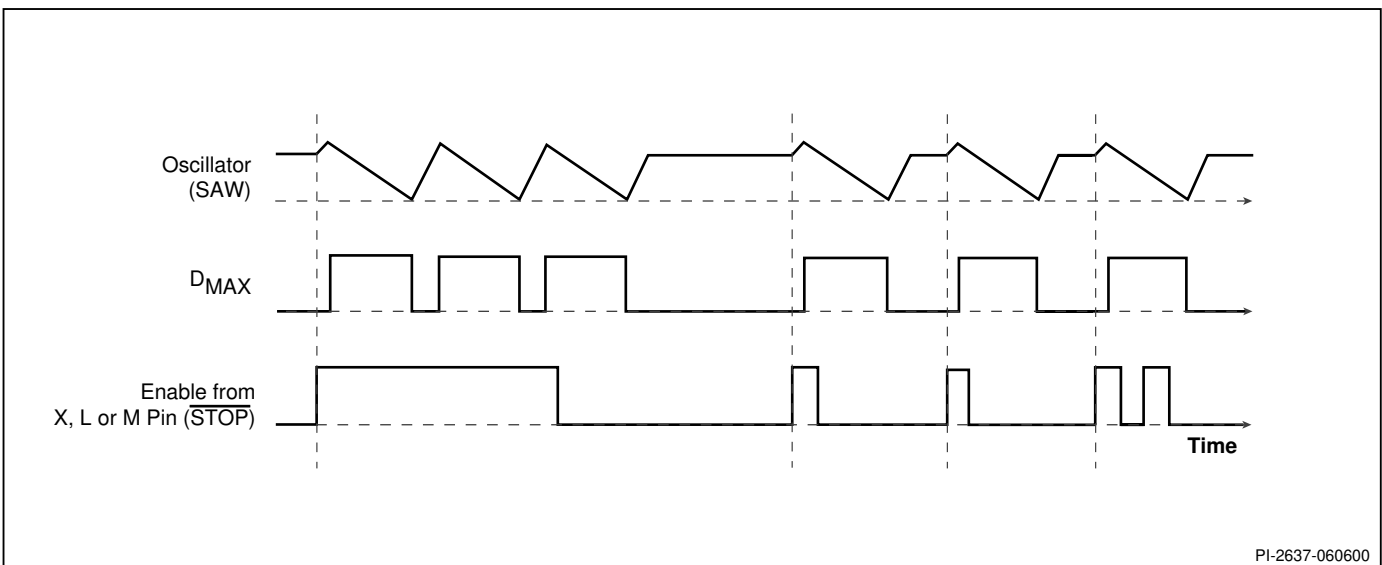 Oscillator
(SAW)
DMAX
Enable from
X, L or M Pin (STOP)
Time
PI-2637-060600